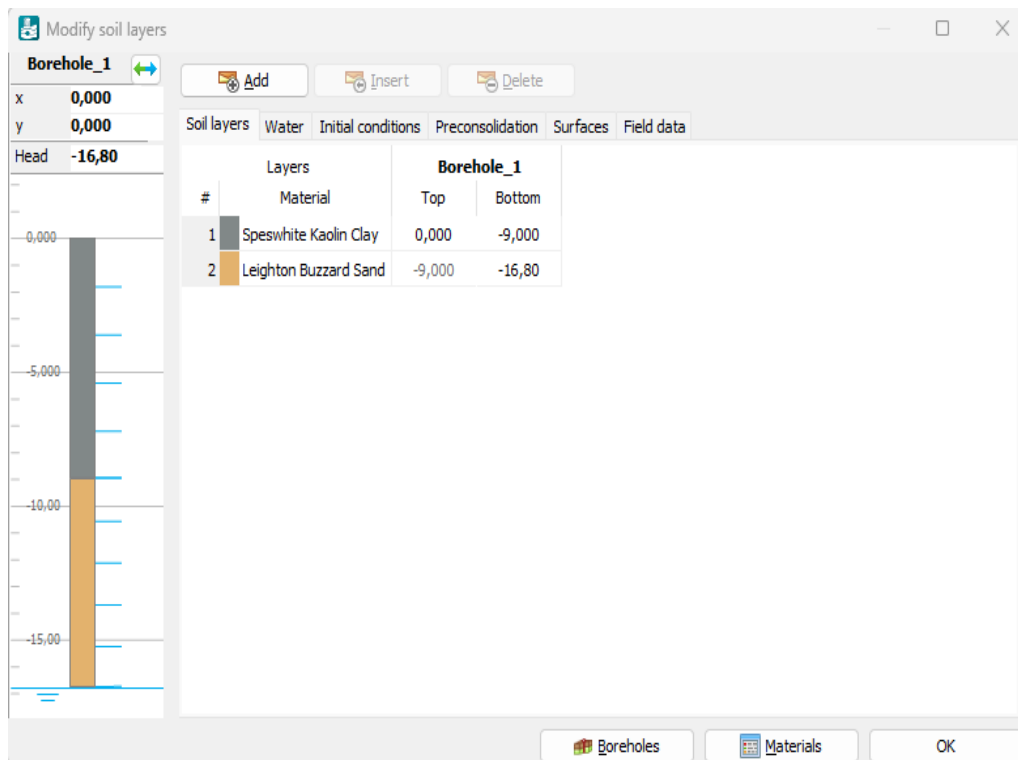 Modify soil layers
Borehole_1
x 0,000
y 0,000
Head -16,80
0,000
-5,000
-10,00
-15,00
Add Insert Delete
Soil layers Water Initial conditions Preconsolidation Surfaces Field data
Layers Borehole_1
# Material Top Bottom
1 Speswhite Kaolin Clay 0,000 -9,000
2 Leighton Buzzard Sand -9,000 -16,80
Boreholes Materials OK